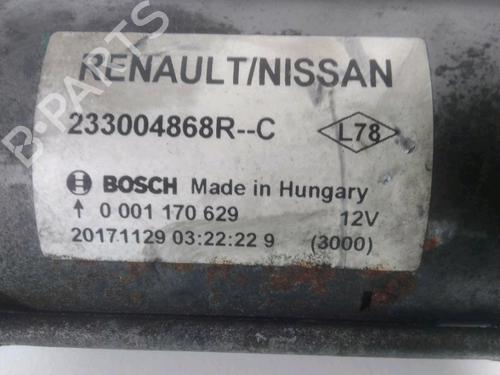 RENAULT/NISSAN
233004868R--C
L78
BOSCH Made in Hungary
0 001 170 629 12V
20171129 03:22:22 9 (3000)
B-PARTS